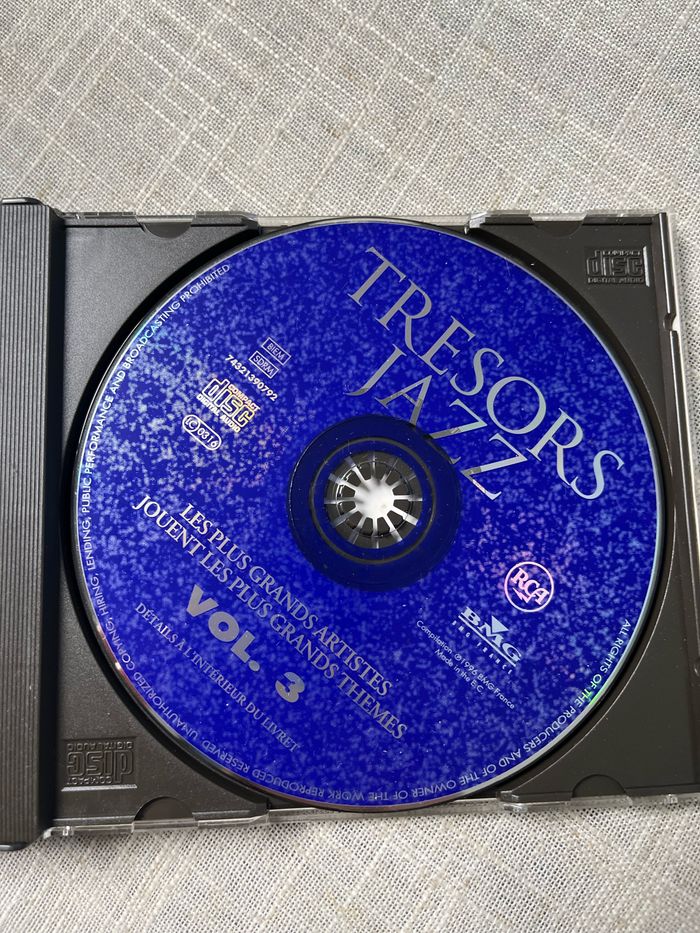 TRESORS
JAZZ
BIEM
SDRM
74321390792
COMPACT
disc
DIGITAL AUDIO
LC 0316
LES PLUS GRANDS ARTISTES
JOUENT LES PLUS GRANDS THEMES
VOL. 3
DÉTAILS À L'INTÉRIEUR DU LIVRET
RCA
BMG
BMG FRANCE
Compilation ℗ 1996 BMG France
Made in the E.C.
ALL RIGHTS OF THE PRODUCERS AND OF THE OWNER OF THE WORK REPRODUCED RESERVED. UNAUTHORIZED COPYING, HIRING, LENDING, PUBLIC PERFORMANCE AND BROADCASTING PROHIBITED
COMPACT
disc
DIGITAL AUDIO
COMPACT
disc
DIGITAL AUDIO